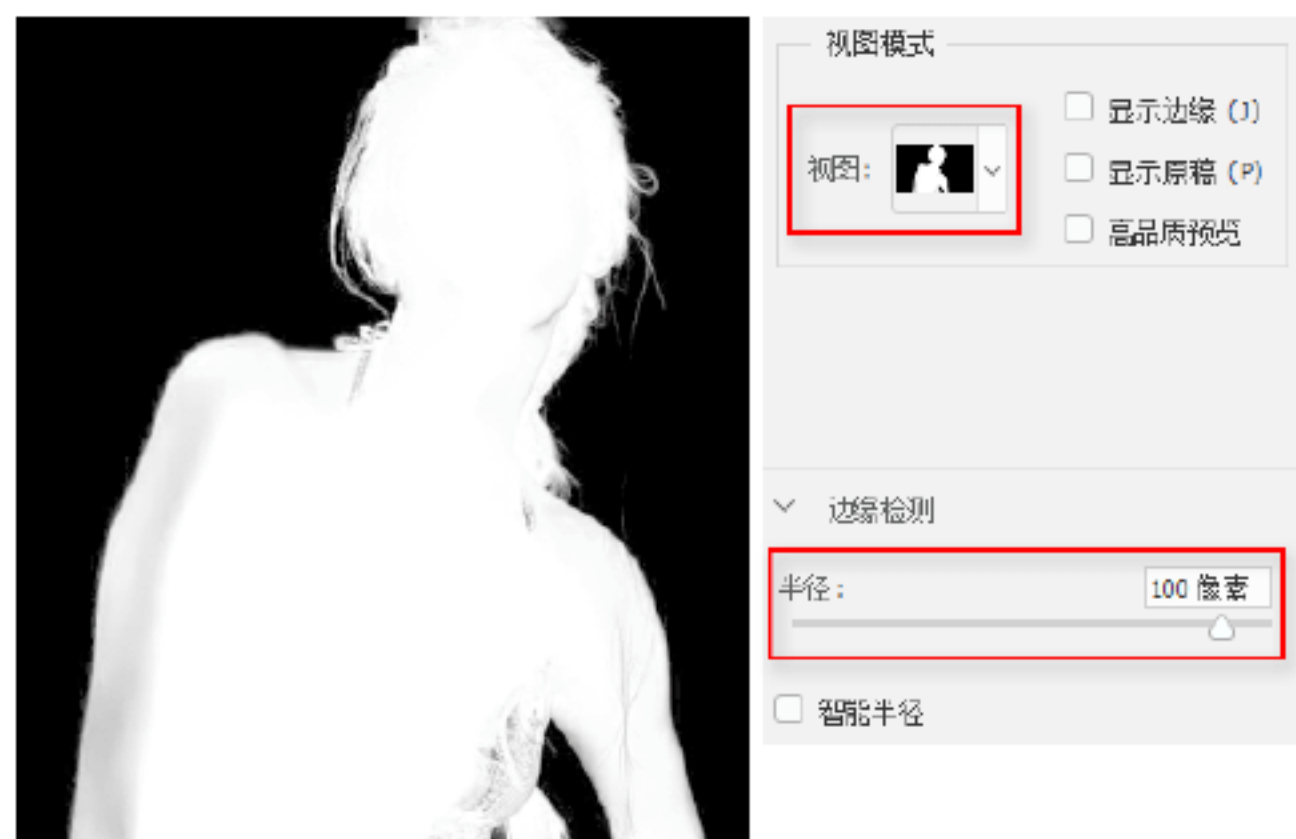 视图模式
视图:
显示边缘 (J)
显示原稿 (P)
高品质预览
边缘检测
半径:
100 像素
智能半径